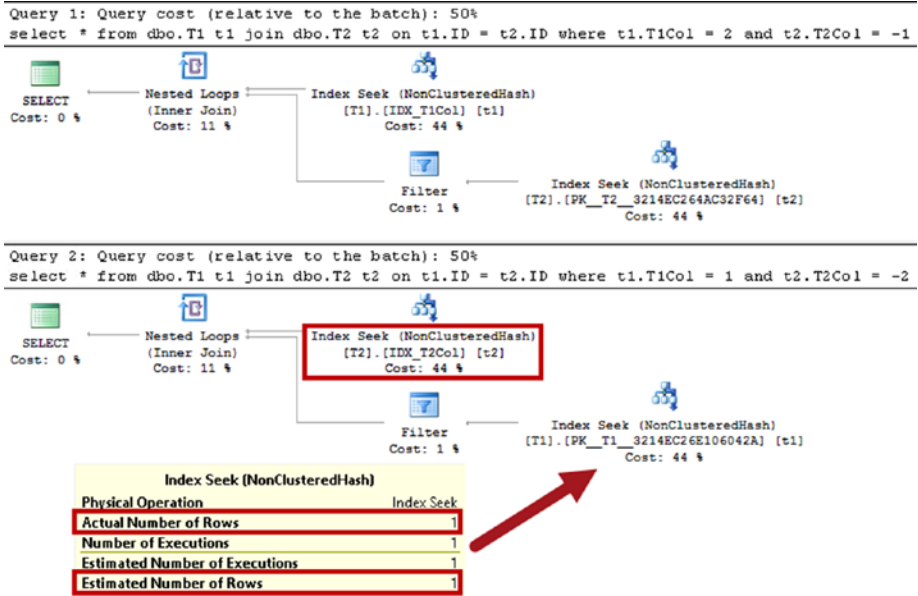 Query 1: Query cost (relative to the batch): 50%
select * from dbo.T1 t1 join dbo.T2 t2 on t1.ID = t2.ID where t1.T1Col = 2 and t2.T2Col = -1
SELECT
Cost: 0 %
Nested Loops
(Inner Join)
Cost: 11 %
Index Seek (NonClusteredHash)
[T1].[IDX_T1Col] [t1]
Cost: 44 %
Filter
Cost: 1 %
Index Seek (NonClusteredHash)
[T2].[PK__T2__3214EC264AC32F64] [t2]
Cost: 44 %
Query 2: Query cost (relative to the batch): 50%
select * from dbo.T1 t1 join dbo.T2 t2 on t1.ID = t2.ID where t1.T1Col = 1 and t2.T2Col = -2
SELECT
Cost: 0 %
Nested Loops
(Inner Join)
Cost: 11 %
Index Seek (NonClusteredHash)
[T2].[IDX_T2Col] [t2]
Cost: 44 %
Filter
Cost: 1 %
Index Seek (NonClusteredHash)
[T1].[PK__T1__3214EC26E106042A] [t1]
Cost: 44 %
Index Seek (NonClusteredHash)
Physical Operation Index Seek
Actual Number of Rows 1
Number of Executions 1
Estimated Number of Executions 1
Estimated Number of Rows 1